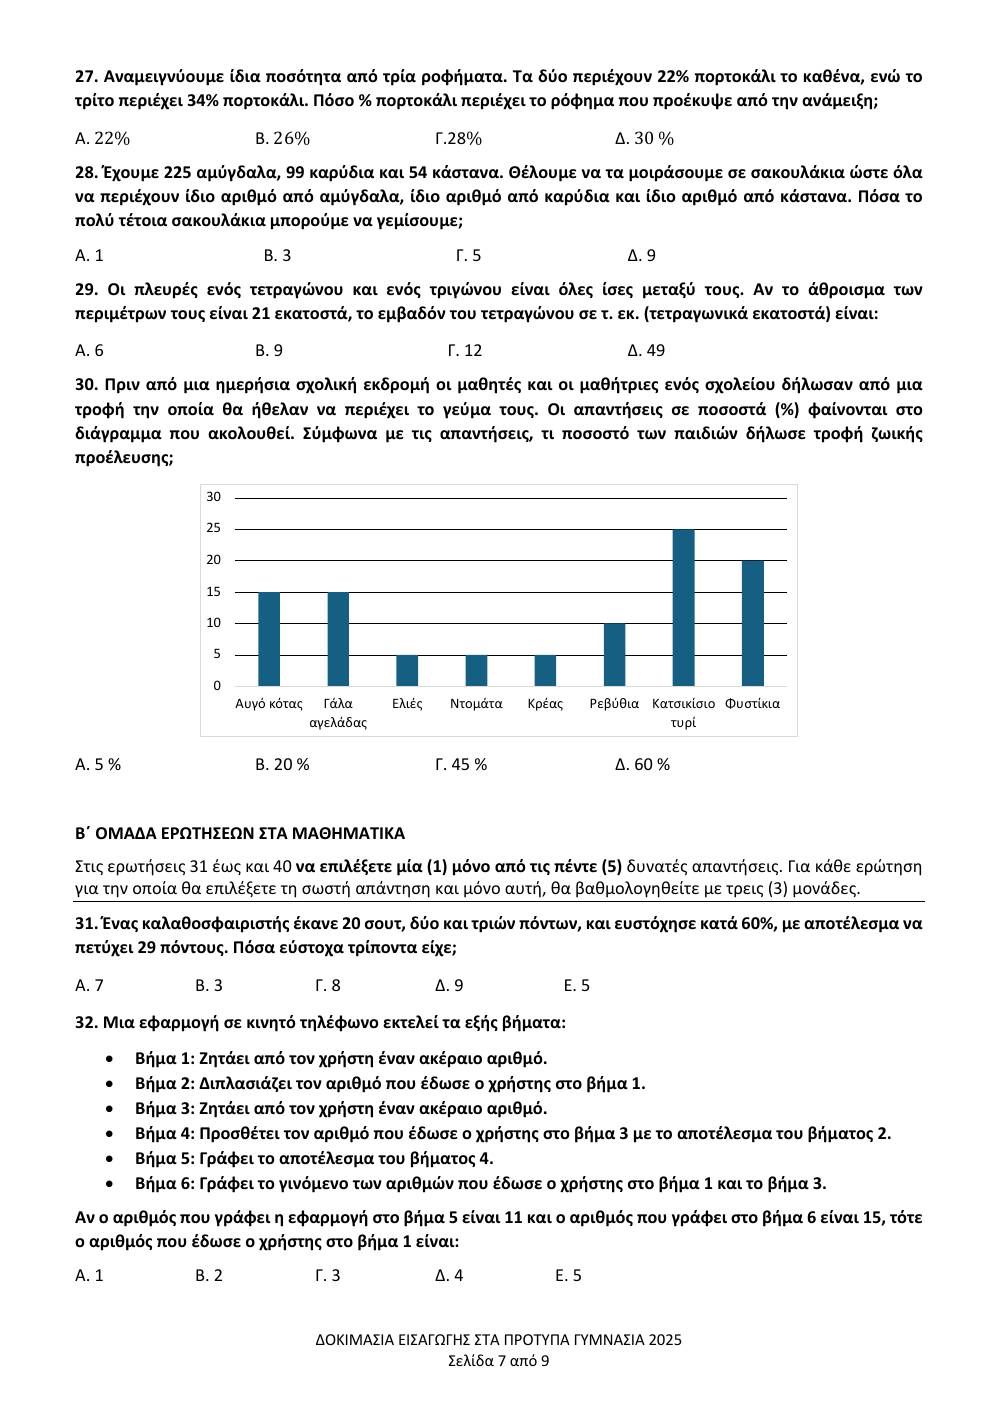 27. Αναμειγνύουμε ίδια ποσότητα από τρία ροφήματα. Τα δύο περιέχουν 22% πορτοκάλι το καθένα, ενώ το
τρίτο περιέχει 34% πορτοκάλι. Πόσο % πορτοκάλι περιέχει το ρόφημα που προέκυψε από την ανάμειξη;
Α. 22% Β. 26% Γ.28% Δ. 30 %
28. Έχουμε 225 αμύγδαλα, 99 καρύδια και 54 κάστανα. Θέλουμε να τα μοιράσουμε σε σακουλάκια ώστε όλα
να περιέχουν ίδιο αριθμό από αμύγδαλα, ίδιο αριθμό από καρύδια και ίδιο αριθμό από κάστανα. Πόσα το
πολύ τέτοια σακουλάκια μπορούμε να γεμίσουμε;
Α. 1 Β. 3 Γ. 5 Δ. 9
29. Οι πλευρές ενός τετραγώνου και ενός τριγώνου είναι όλες ίσες μεταξύ τους. Αν το άθροισμα των
περιμέτρων τους είναι 21 εκατοστά, το εμβαδόν του τετραγώνου σε τ. εκ. (τετραγωνικά εκατοστά) είναι:
Α. 6 Β. 9 Γ. 12 Δ. 49
30. Πριν από μια ημερήσια σχολική εκδρομή οι μαθητές και οι μαθήτριες ενός σχολείου δήλωσαν από μια
τροφή την οποία θα ήθελαν να περιέχει το γεύμα τους. Οι απαντήσεις σε ποσοστά (%) φαίνονται στο
διάγραμμα που ακολουθεί. Σύμφωνα με τις απαντήσεις, τι ποσοστό των παιδιών δήλωσε τροφή ζωικής
προέλευσης;
30
25
20
15
10
5
0
Αυγό κότας Γάλα Ελιές Ντομάτα Κρέας Ρεβύθια Κατσικίσιο Φυστίκια
αγελάδας τυρί
Α. 5 % Β. 20 % Γ. 45 % Δ. 60 %
Β΄ ΟΜΑΔΑ ΕΡΩΤΗΣΕΩΝ ΣΤΑ ΜΑΘΗΜΑΤΙΚΑ
Στις ερωτήσεις 31 έως και 40 να επιλέξετε μία (1) μόνο από τις πέντε (5) δυνατές απαντήσεις. Για κάθε ερώτηση
για την οποία θα επιλέξετε τη σωστή απάντηση και μόνο αυτή, θα βαθμολογηθείτε με τρεις (3) μονάδες.
31. Ένας καλαθοσφαιριστής έκανε 20 σουτ, δύο και τριών πόντων, και ευστόχησε κατά 60%, με αποτέλεσμα να
πετύχει 29 πόντους. Πόσα εύστοχα τρίποντα είχε;
Α. 7 Β. 3 Γ. 8 Δ. 9 Ε. 5
32. Μια εφαρμογή σε κινητό τηλέφωνο εκτελεί τα εξής βήματα:
• Βήμα 1: Ζητάει από τον χρήστη έναν ακέραιο αριθμό.
• Βήμα 2: Διπλασιάζει τον αριθμό που έδωσε ο χρήστης στο βήμα 1.
• Βήμα 3: Ζητάει από τον χρήστη έναν ακέραιο αριθμό.
• Βήμα 4: Προσθέτει τον αριθμό που έδωσε ο χρήστης στο βήμα 3 με το αποτέλεσμα του βήματος 2.
• Βήμα 5: Γράφει το αποτέλεσμα του βήματος 4.
• Βήμα 6: Γράφει το γινόμενο των αριθμών που έδωσε ο χρήστης στο βήμα 1 και το βήμα 3.
Αν ο αριθμός που γράφει η εφαρμογή στο βήμα 5 είναι 11 και ο αριθμός που γράφει στο βήμα 6 είναι 15, τότε
ο αριθμός που έδωσε ο χρήστης στο βήμα 1 είναι:
Α. 1 Β. 2 Γ. 3 Δ. 4 Ε. 5
ΔΟΚΙΜΑΣΙΑ ΕΙΣΑΓΩΓΗΣ ΣΤΑ ΠΡΟΤΥΠΑ ΓΥΜΝΑΣΙΑ 2025
Σελίδα 7 από 9